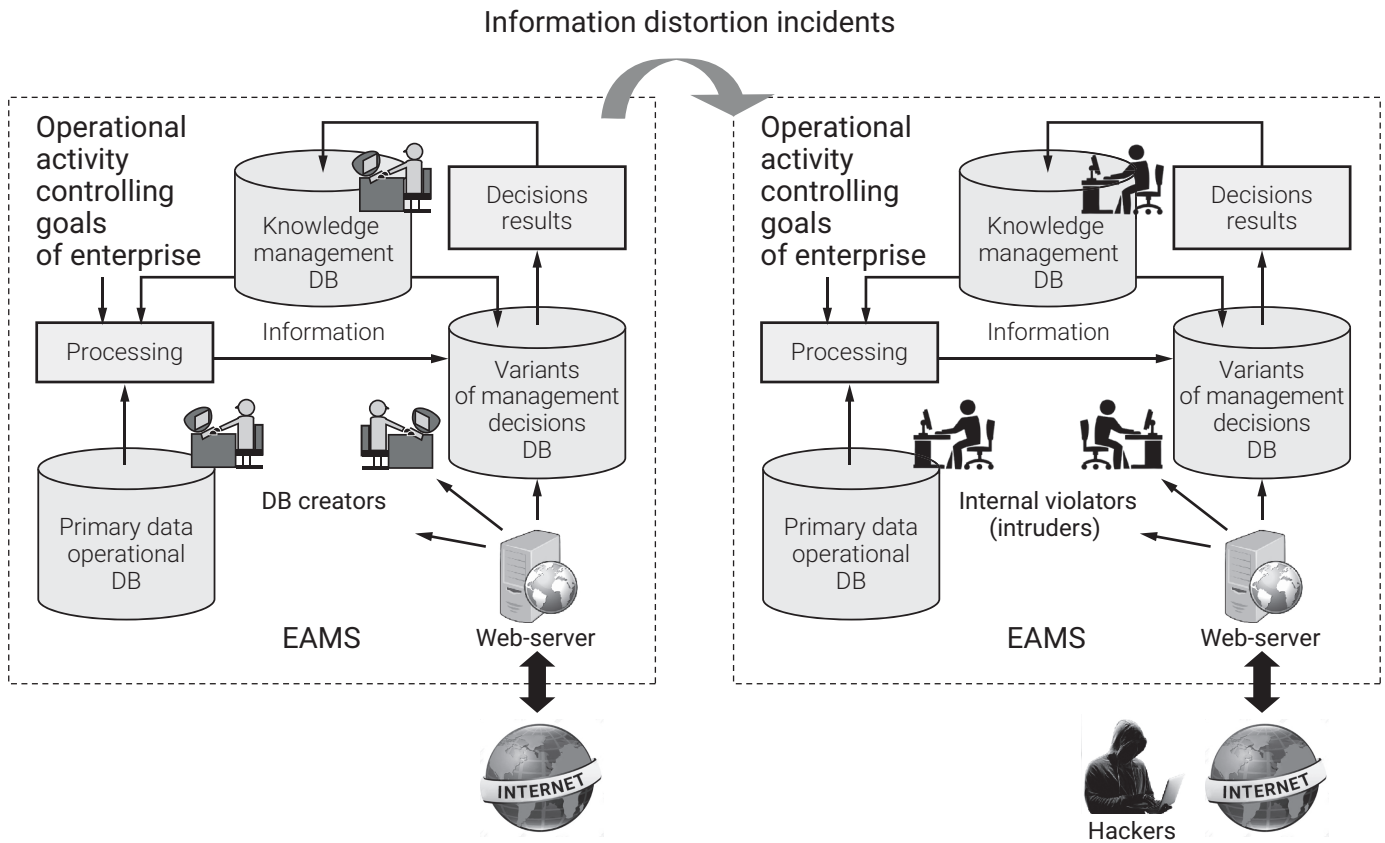 Information distortion incidents
Operational
activity
controlling
goals
of enterprise
Knowledge
management
DB
Decisions
results
Processing
Information
Variants
of management
decisions
DB
DB creators
Primary data
operational
DB
EAMS
Web-server
INTERNET
Operational
activity
controlling
goals
of enterprise
Knowledge
management
DB
Decisions
results
Processing
Information
Variants
of management
decisions
DB
Internal violators
(intruders)
Primary data
operational
DB
EAMS
Web-server
INTERNET
Hackers